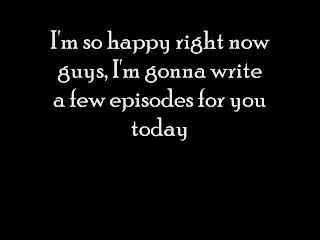 I'm so happy right now
guys, I'm gonna write
a few episodes for you
today